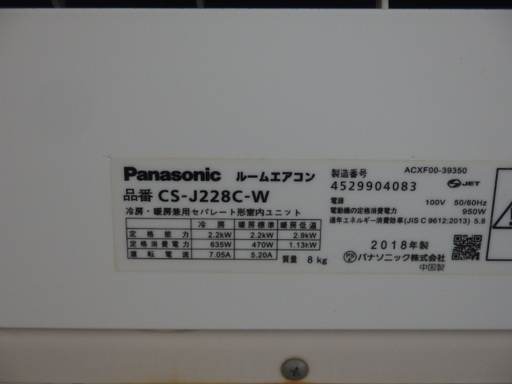 Panasonic ルームエアコン
品番 CS-J228C-W
冷房・暖房兼用セパレート形室内ユニット
冷房 暖房標準 暖房低温
定格能力 2.2kW 2.2kW 2.9kW
定格消費電力 635W 470W 1.13kW
運転電流 7.05A 5.20A
質量 8kg
ACXF00-39350
製造番号
4529904083
JET
電源 100V 50/60Hz
電動機の定格消費電力 950W
通年エネルギー消費効率(JIS C 9612:2013) 5.8
2018年製
パナソニック株式会社
中国製